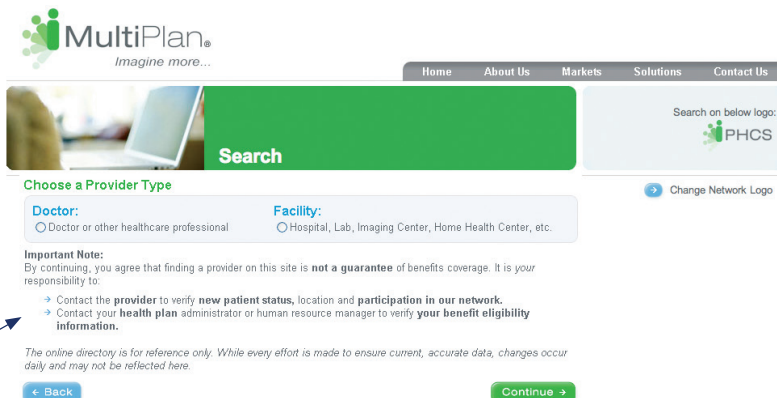 MultiPlan®
Imagine more...
Home About Us Markets Solutions Contact Us
Search on below logo:
PHCS
Search
Change Network Logo
Choose a Provider Type
Doctor: Facility:
Doctor or other healthcare professional Hospital, Lab, Imaging Center, Home Health Center, etc.
Important Note:
By continuing, you agree that finding a provider on this site is not a guarantee of benefits coverage. It is your
responsibility to:
Contact the provider to verify new patient status, location and participation in our network.
Contact your health plan administrator or human resource manager to verify your benefit eligibility
information.
The online directory is for reference only. While every effort is made to ensure current, accurate data, changes occur
daily and may not be reflected here.
← Back Continue →